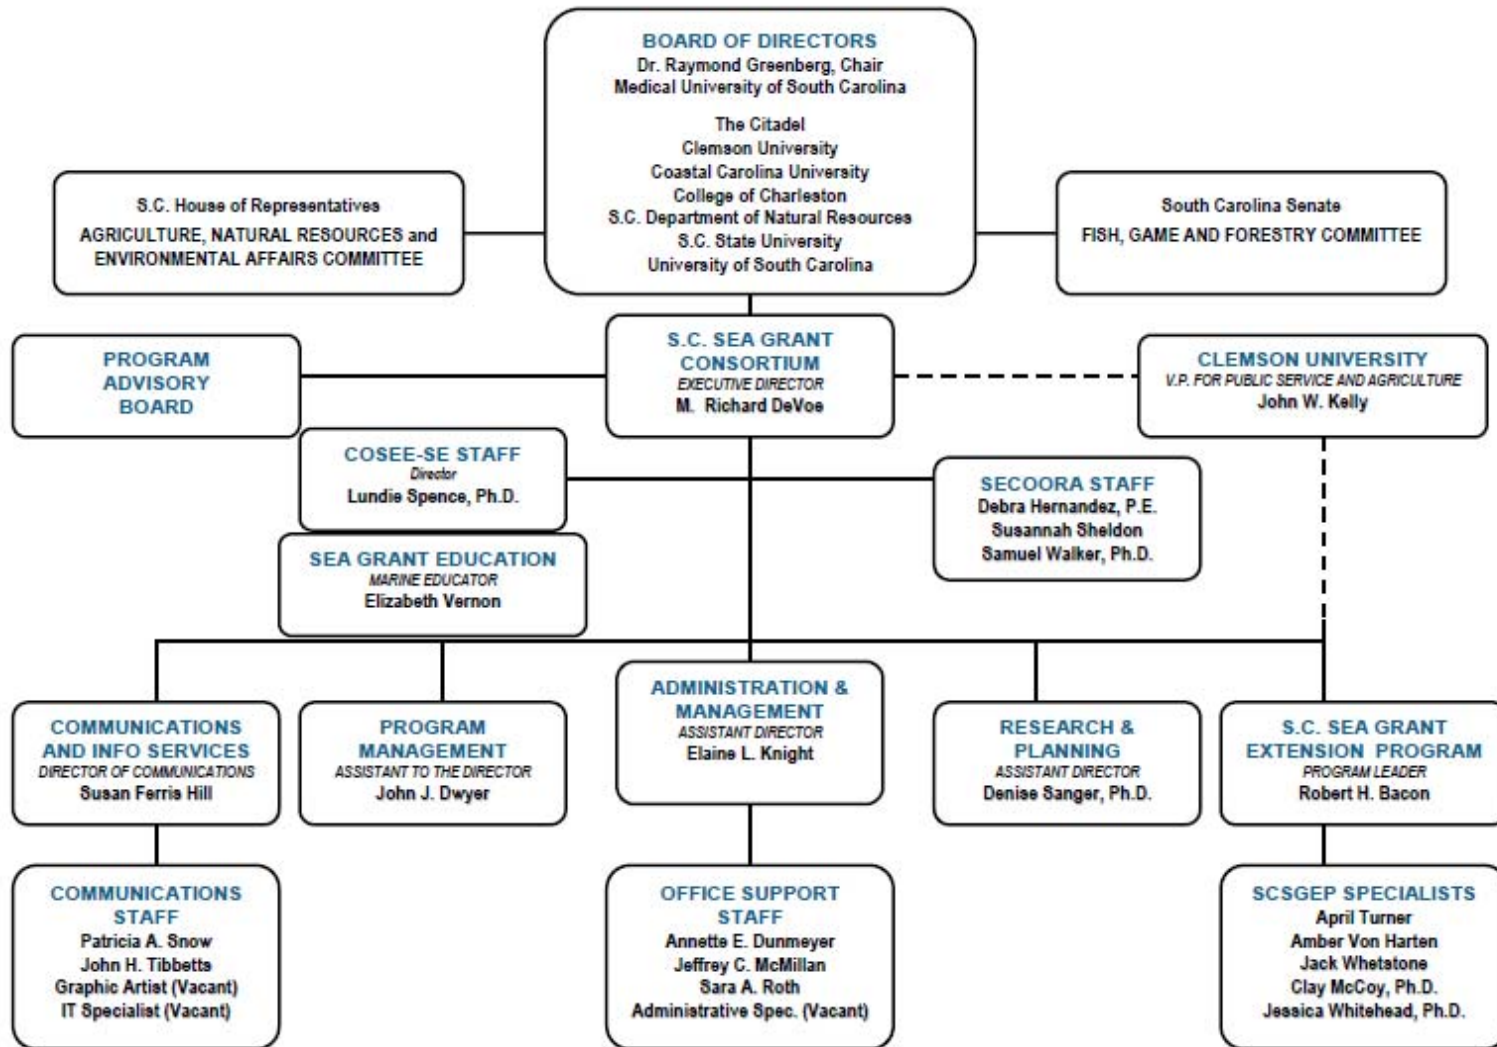 BOARD OF DIRECTORS
Dr. Raymond Greenberg, Chair
Medical University of South Carolina
The Citadel
Clemson University
Coastal Carolina University
College of Charleston
S.C. Department of Natural Resources
S.C. State University
University of South Carolina
S.C. House of Representatives
AGRICULTURE, NATURAL RESOURCES and
ENVIRONMENTAL AFFAIRS COMMITTEE
South Carolina Senate
FISH, GAME AND FORESTRY COMMITTEE
PROGRAM
ADVISORY
BOARD
S.C. SEA GRANT
CONSORTIUM
EXECUTIVE DIRECTOR
M. Richard DeVoe
CLEMSON UNIVERSITY
V.P. FOR PUBLIC SERVICE AND AGRICULTURE
John W. Kelly
COSEE-SE STAFF
Director
Lundie Spence, Ph.D.
SECOORA STAFF
Debra Hernandez, P.E.
Susannah Sheldon
Samuel Walker, Ph.D.
SEA GRANT EDUCATION
MARINE EDUCATOR
Elizabeth Vernon
COMMUNICATIONS
AND INFO SERVICES
DIRECTOR OF COMMUNICATIONS
Susan Ferris Hill
PROGRAM
MANAGEMENT
ASSISTANT TO THE DIRECTOR
John J. Dwyer
ADMINISTRATION &
MANAGEMENT
ASSISTANT DIRECTOR
Elaine L. Knight
RESEARCH &
PLANNING
ASSISTANT DIRECTOR
Denise Sanger, Ph.D.
S.C. SEA GRANT
EXTENSION PROGRAM
PROGRAM LEADER
Robert H. Bacon
COMMUNICATIONS
STAFF
Patricia A. Snow
John H. Tibbetts
Graphic Artist (Vacant)
IT Specialist (Vacant)
OFFICE SUPPORT
STAFF
Annette E. Dunmeyer
Jeffrey C. McMillan
Sara A. Roth
Administrative Spec. (Vacant)
SCSGEP SPECIALISTS
April Turner
Amber Von Harten
Jack Whetstone
Clay McCoy, Ph.D.
Jessica Whitehead, Ph.D.